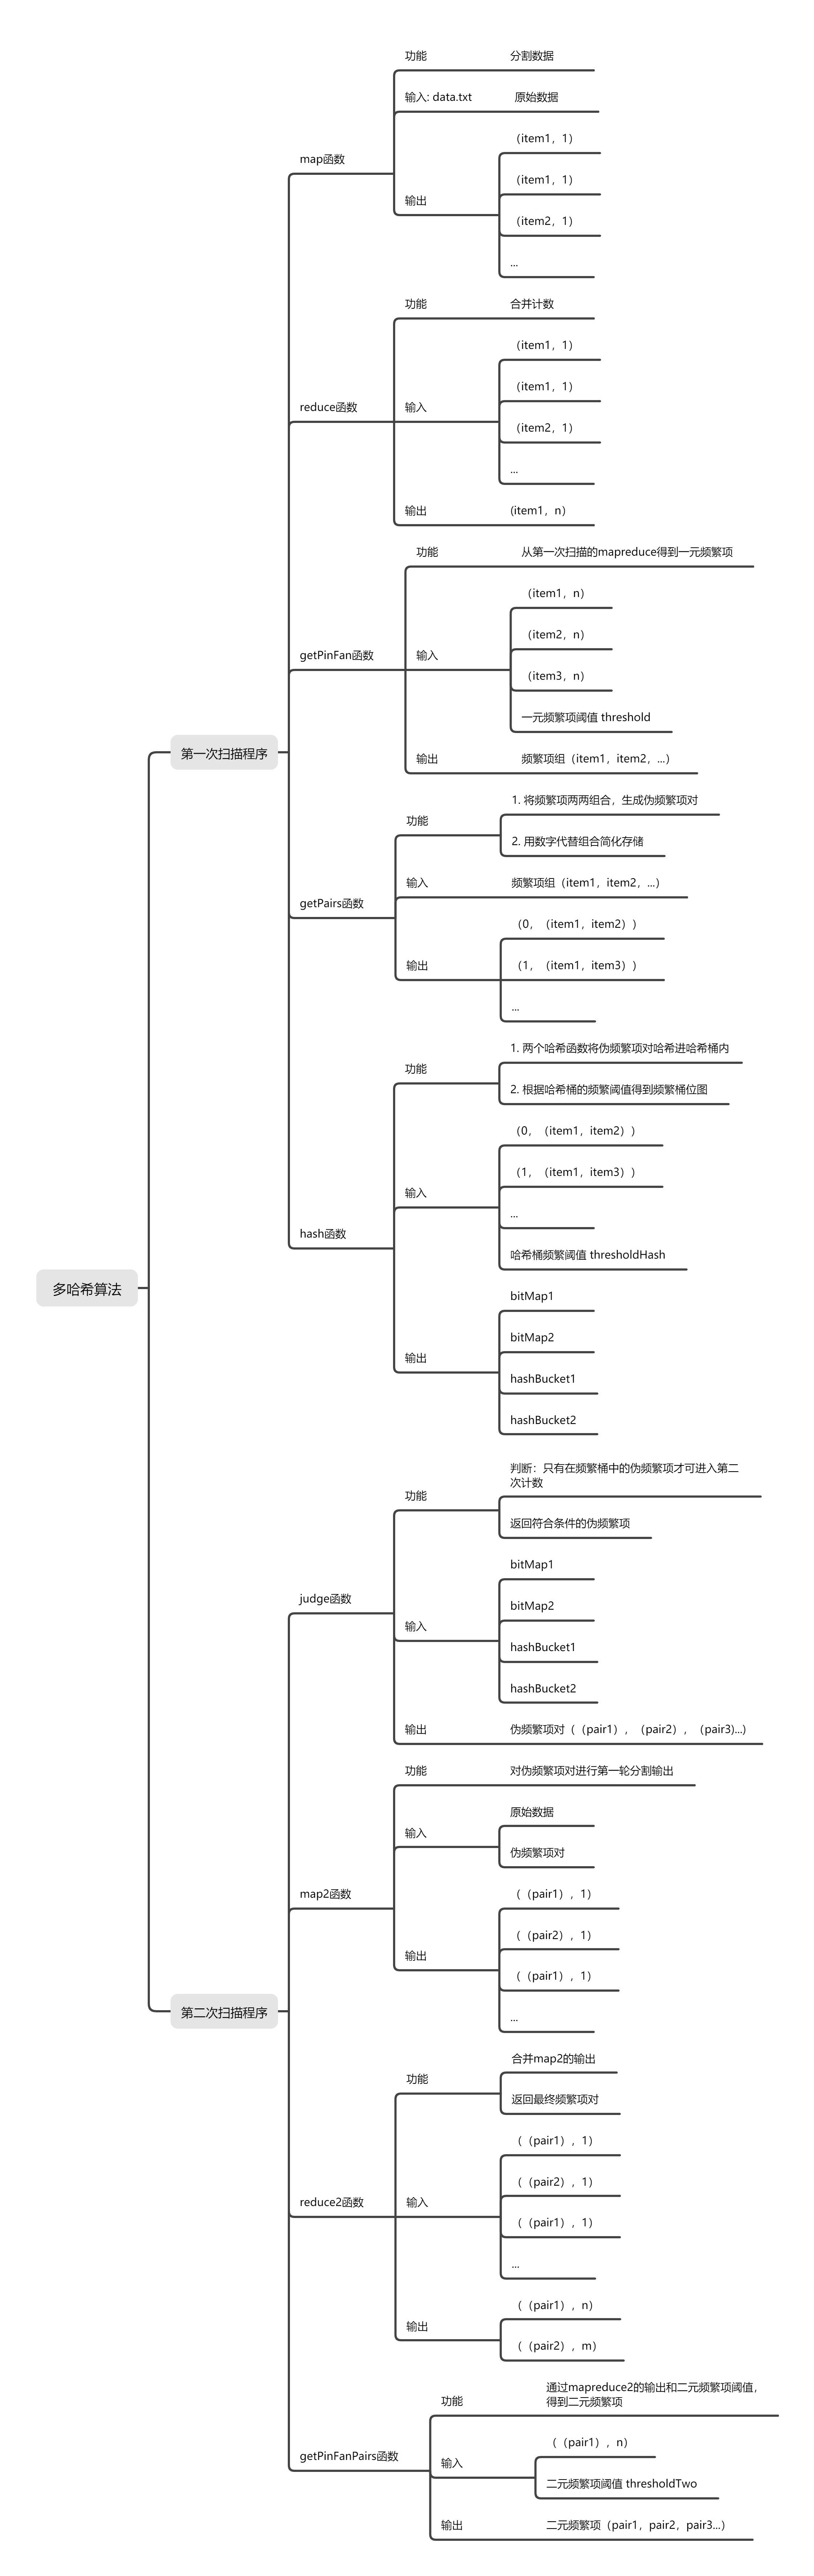 多哈希算法
第一次扫描程序
map函数
功能
分割数据
输入: data.txt
原始数据
输出
（item1，1）
（item1，1）
（item2，1）
...
reduce函数
功能
合并计数
输入
（item1，1）
（item1，1）
（item2，1）
...
输出
(item1，n）
getPinFan函数
功能
从第一次扫描的mapreduce得到一元频繁项
输入
（item1，n）
（item2，n）
（item3，n）
一元频繁项阈值 threshold
输出
频繁项组（item1，item2，...）
getPairs函数
功能
1. 将频繁项两两组合，生成伪频繁项对
2. 用数字代替组合简化存储
输入
频繁项组（item1，item2，...）
输出
（0，（item1，item2））
（1，（item1，item3））
...
hash函数
功能
1. 两个哈希函数将伪频繁项对哈希进哈希桶内
2. 根据哈希桶的频繁阈值得到频繁桶位图
输入
（0，（item1，item2））
（1，（item1，item3））
...
哈希桶频繁阈值 thresholdHash
输出
bitMap1
bitMap2
hashBucket1
hashBucket2
第二次扫描程序
judge函数
功能
判断：只有在频繁桶中的伪频繁项才可进入第二
次计数
返回符合条件的伪频繁项
输入
bitMap1
bitMap2
hashBucket1
hashBucket2
输出
伪频繁项对（（pair1），（pair2），（pair3)...）
map2函数
功能
对伪频繁项对进行第一轮分割输出
输入
原始数据
伪频繁项对
输出
（（pair1），1）
（（pair2），1）
（（pair1），1）
...
reduce2函数
功能
合并map2的输出
返回最终频繁项对
输入
（（pair1），1）
（（pair2），1）
（（pair1），1）
...
输出
（（pair1），n）
（（pair2），m）
getPinFanPairs函数
功能
通过mapreduce2的输出和二元频繁项阈值，
得到二元频繁项
输入
（（pair1），n）
二元频繁项阈值 thresholdTwo
输出
二元频繁项（pair1，pair2，pair3...）